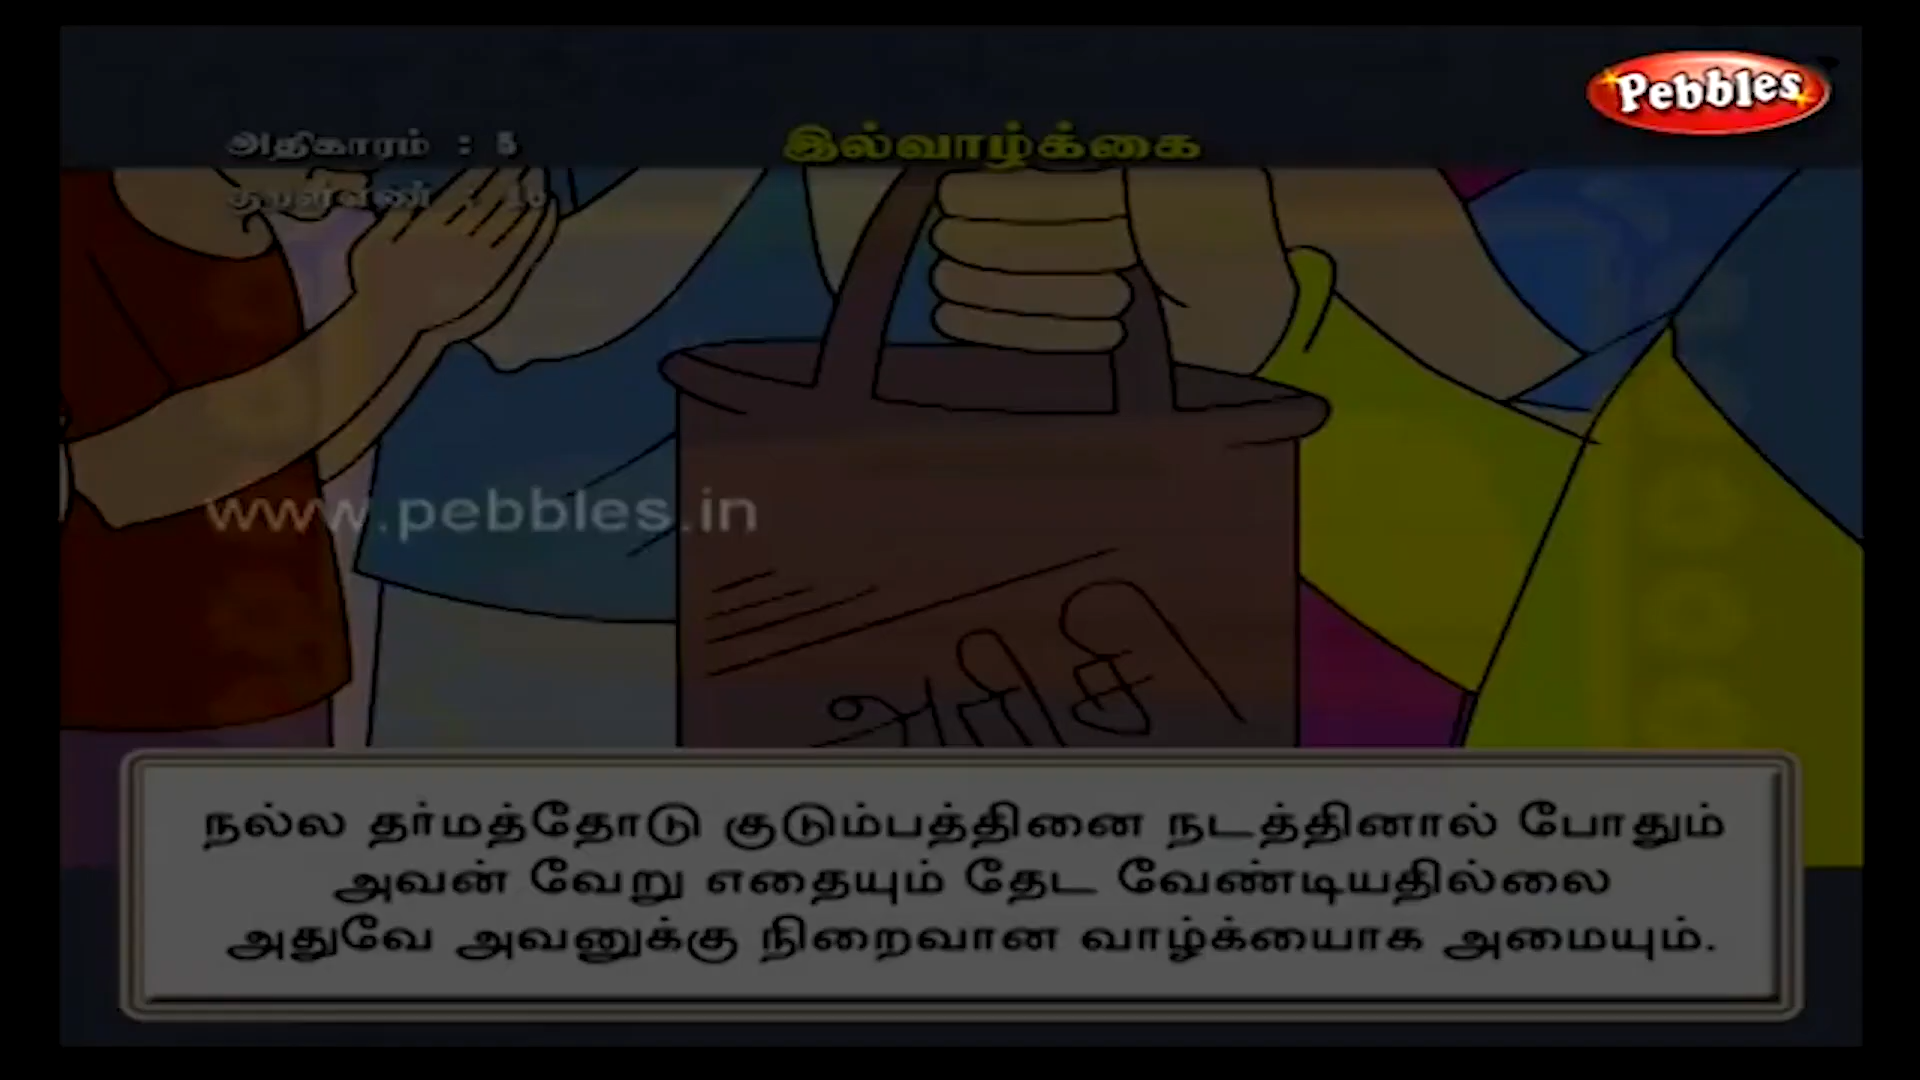 Pebbles
அதிகாரம் : 5
இல்வாழ்க்கை
www.pebbles.in
அரிசி
நல்ல தர்மத்தோடு குடும்பத்தினை நடத்தினால் போதும்
அவன் வேறு எதையும் தேட வேண்டியதில்லை
அதுவே அவனுக்கு நிறைவான வாழ்க்யைாக அமையும்.